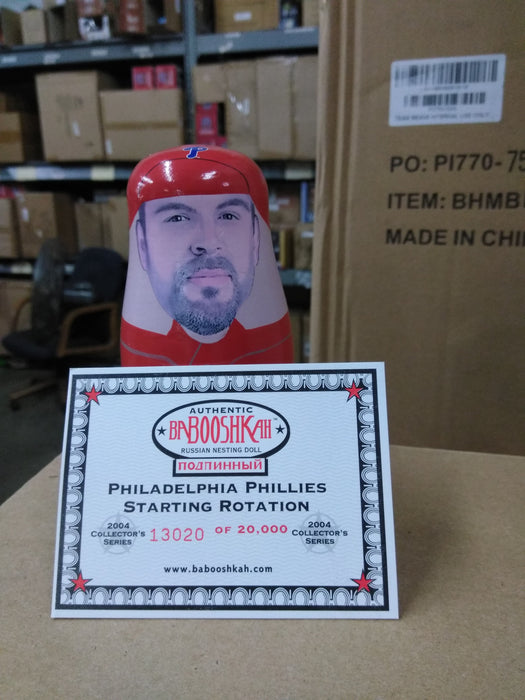 PO: PI770-75
ITEM: BHMB
MADE IN CHI
P
AUTHENTIC
BABOOSHKAH
RUSSIAN NESTING DOLL
ПОДПИННЫЙ
PHILADELPHIA PHILLIES
STARTING ROTATION
2004 COLLECTOR'S SERIES
13020 OF 20,000
2004 COLLECTOR'S SERIES
www.babooshkah.com